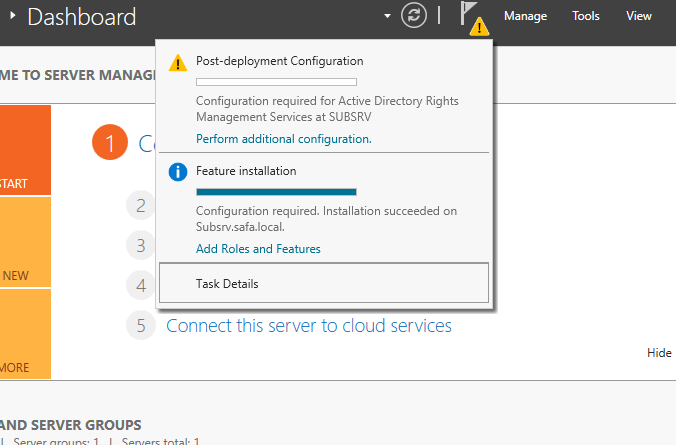 Dashboard
Manage Tools View
ME TO SERVER MANAG
Post-deployment Configuration
Configuration required for Active Directory Rights
Management Services at SUBSRV
Perform additional configuration.
1 Co
START
Feature installation
Configuration required. Installation succeeded on
Subsrv.safa.local.
Add Roles and Features
2
3
NEW
4
Task Details
5 Connect this server to cloud services
Hide
MORE
AND SERVER GROUPS
| Server groups: 1 | Servers total: 1